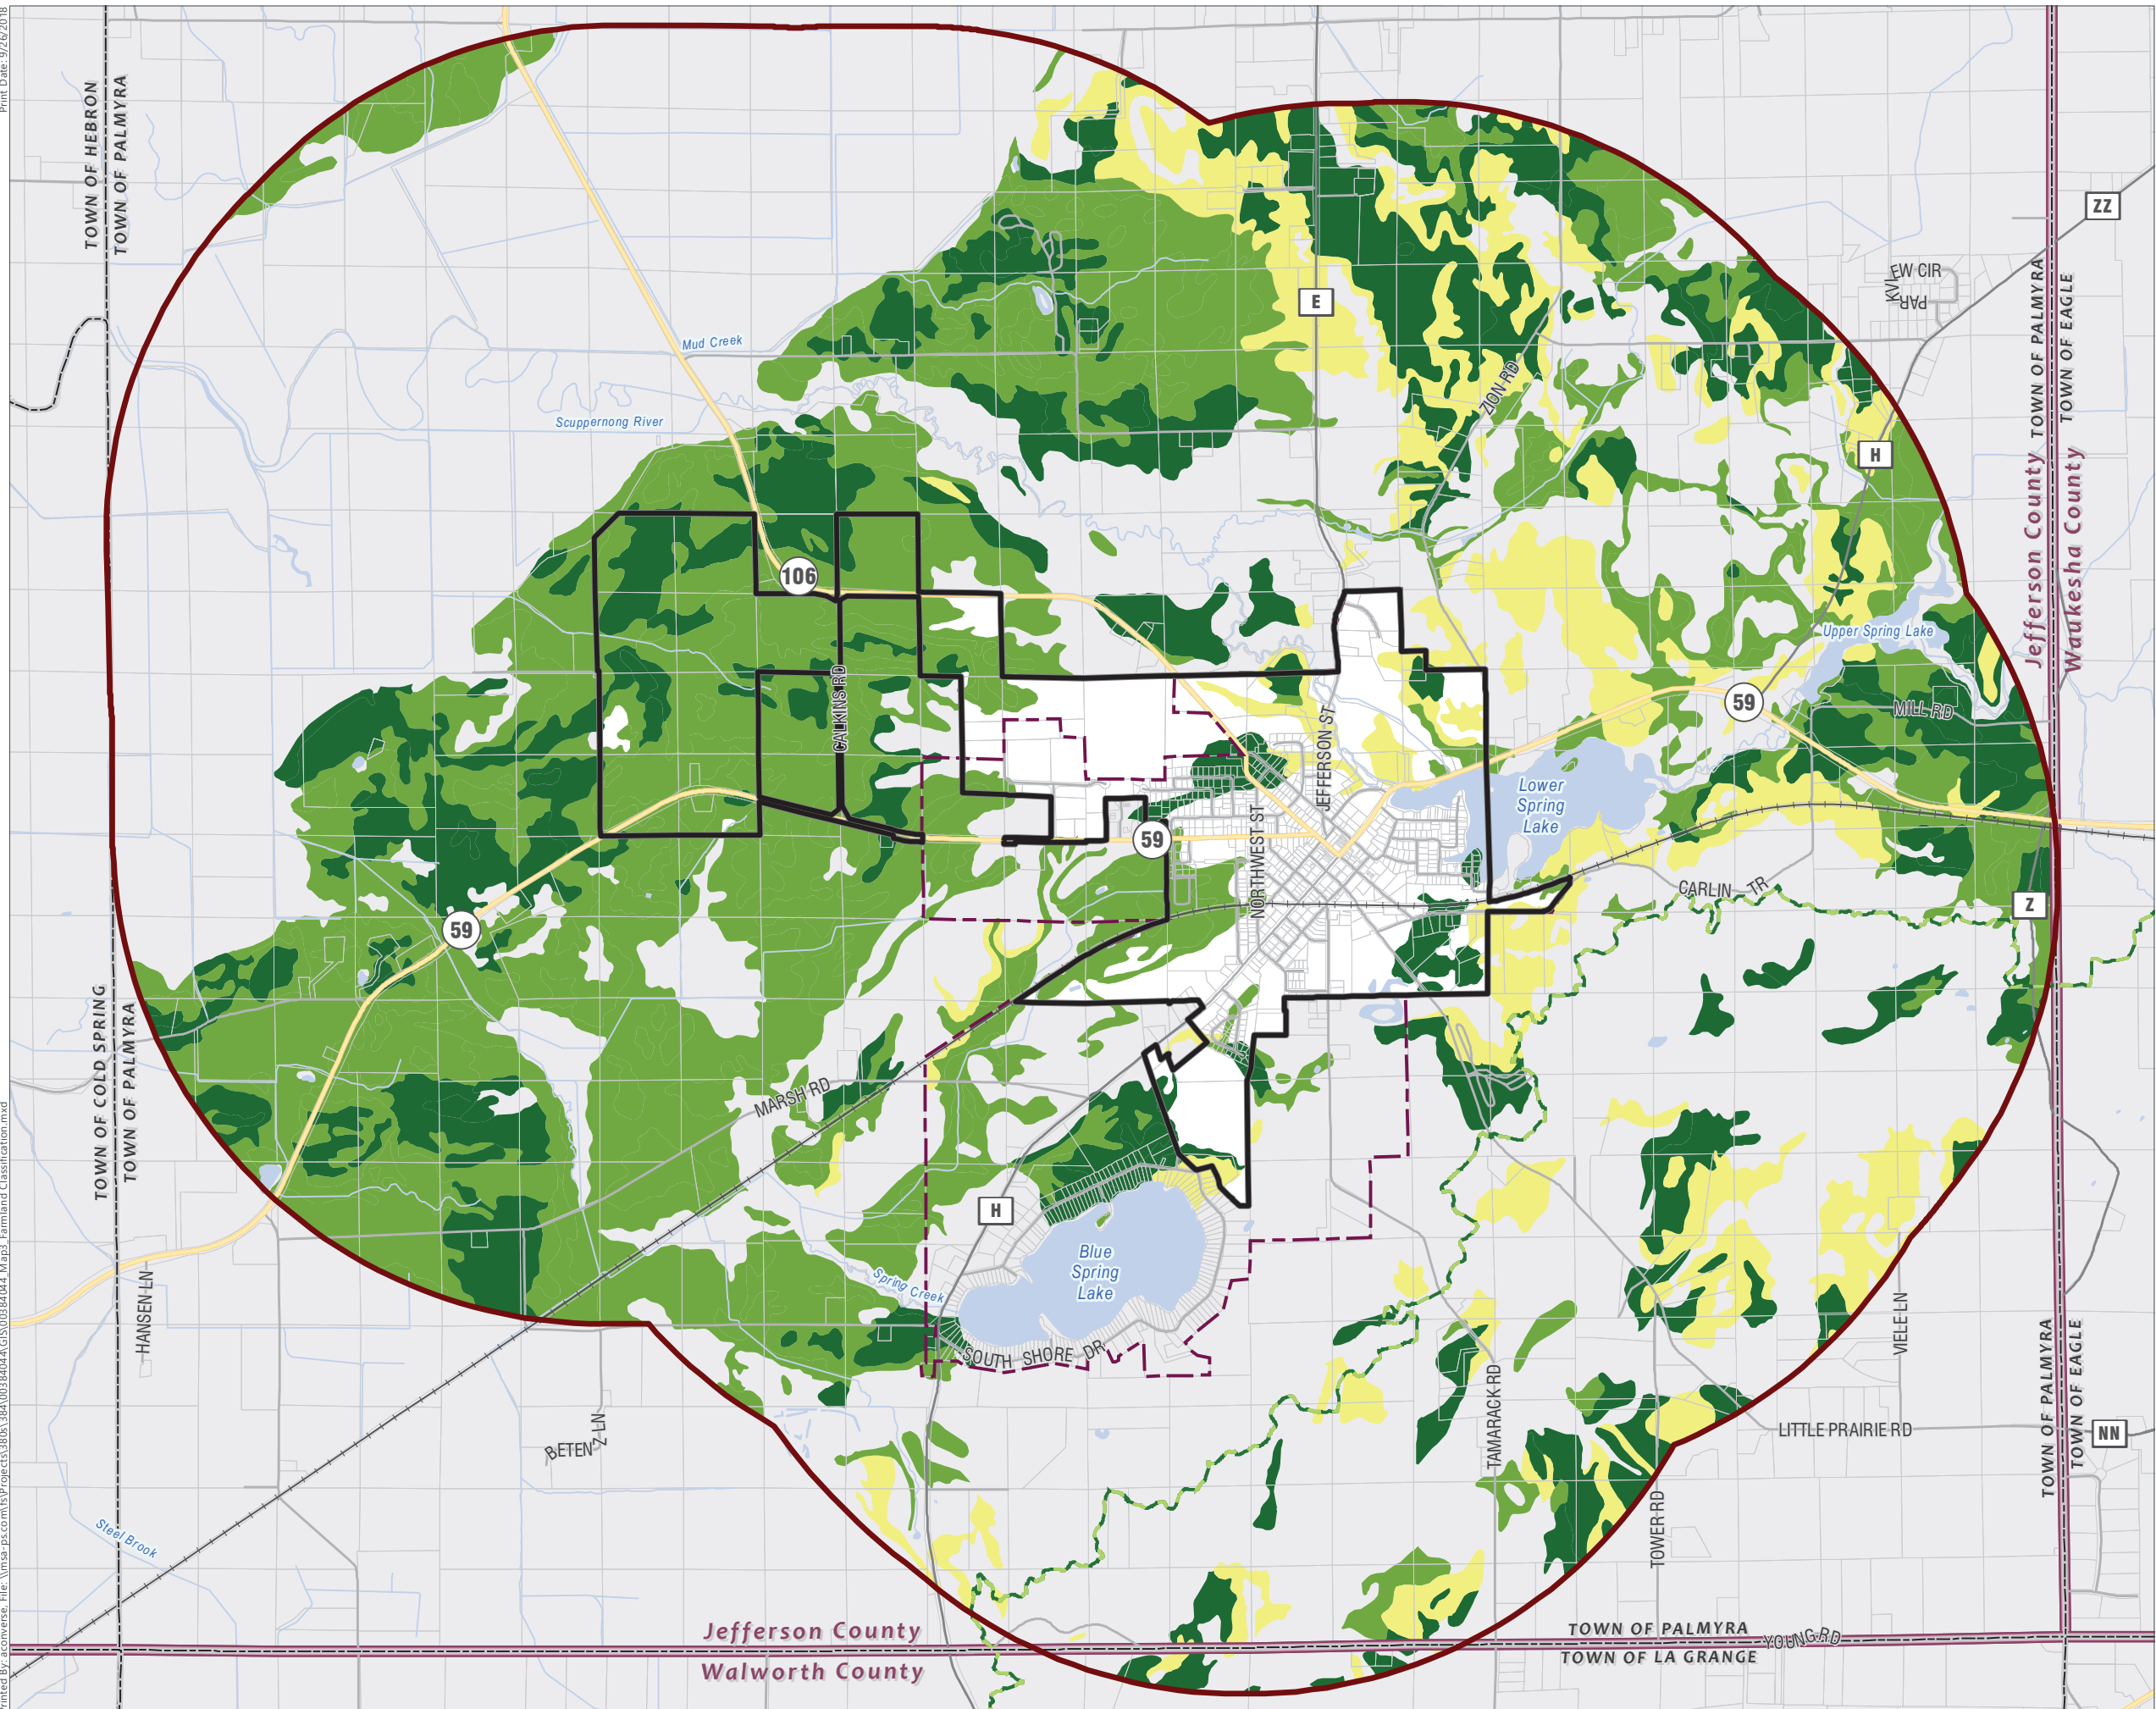 Print Date: 9/26/2018
TOWN OF HEBRON
TOWN OF PALMYRA
ZZ
EW CIR
KVI
PAR
TOWN OF PALMYRA
TOWN OF EAGLE
E
Mud Creek
ZION RD
Scuppernong River
H
Jefferson County
Waukesha County
106
Upper Spring Lake
CALKINS RD
59
MILL RD
JEFFERSON ST
Lower
Spring
Lake
59
NORTHWEST ST
CARLIN TR
59
Z
TOWN OF COLD SPRING
TOWN OF PALMYRA
MARSH RD
H
Blue
Spring
Lake
Spring Creek
HANSEN LN
VIELE LN
SOUTH SHORE DR
TOWN OF PALMYRA
TOWN OF EAGLE
TAMARACK RD
LITTLE PRAIRIE RD
NN
BETEN
Z LN
TOWER RD
Steel Brook
Jefferson County
Walworth County
TOWN OF PALMYRA
YOUNG RD
TOWN OF LA GRANGE